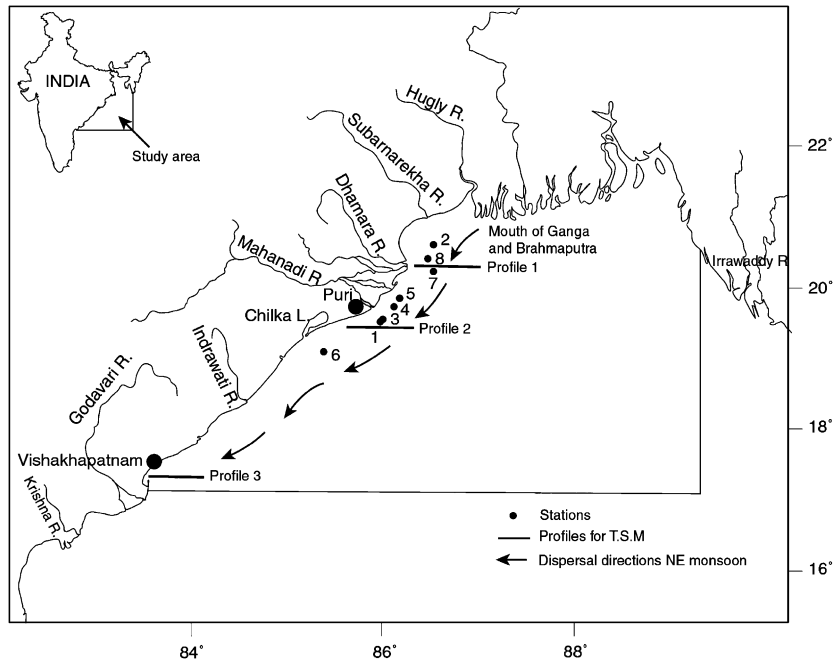 INDIA
Study area
Hugly R.
Subarnarekha R.
Dhamara R.
Mahanadi R.
22°
Mouth of Ganga
and Brahmaputra
2
8
Profile 1
7
Irrawaddy R
20°
Puri
5
4
3
Chilka L.
1
Profile 2
6
Indrawati R.
Godavari R.
18°
Vishakhapatnam
Profile 3
Krishna R.
Stations
Profiles for T.S.M
Dispersal directions NE monsoon
16°
84°
86°
88°